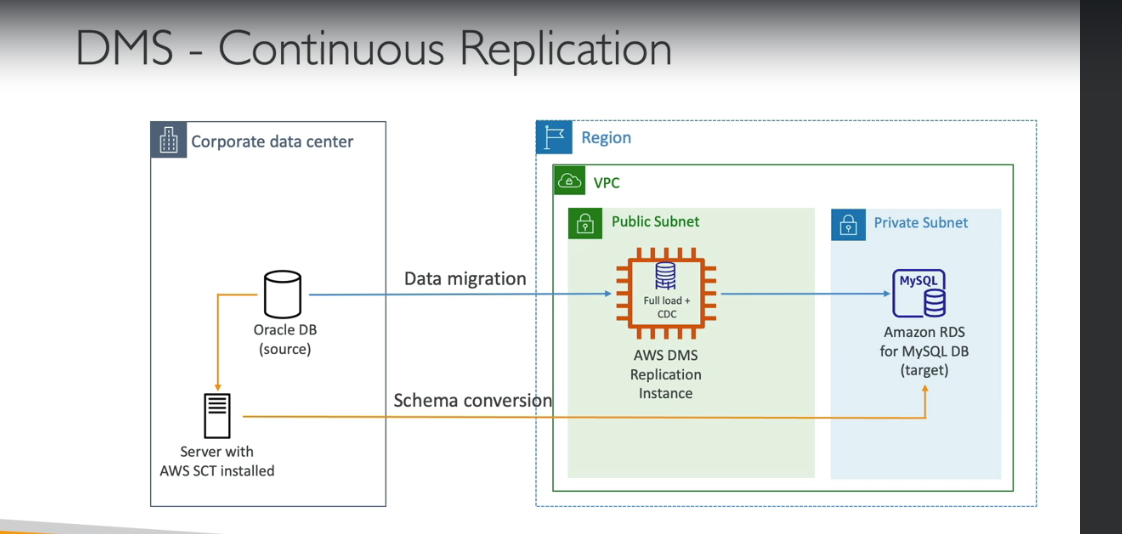 DMS - Continuous Replication
Corporate data center
Region
VPC
Public Subnet
Private Subnet
Data migration
Full load +
CDC
MySQL
Oracle DB
(source)
AWS DMS
Replication
Instance
Amazon RDS
for MySQL DB
(target)
Schema conversion
Server with
AWS SCT installed